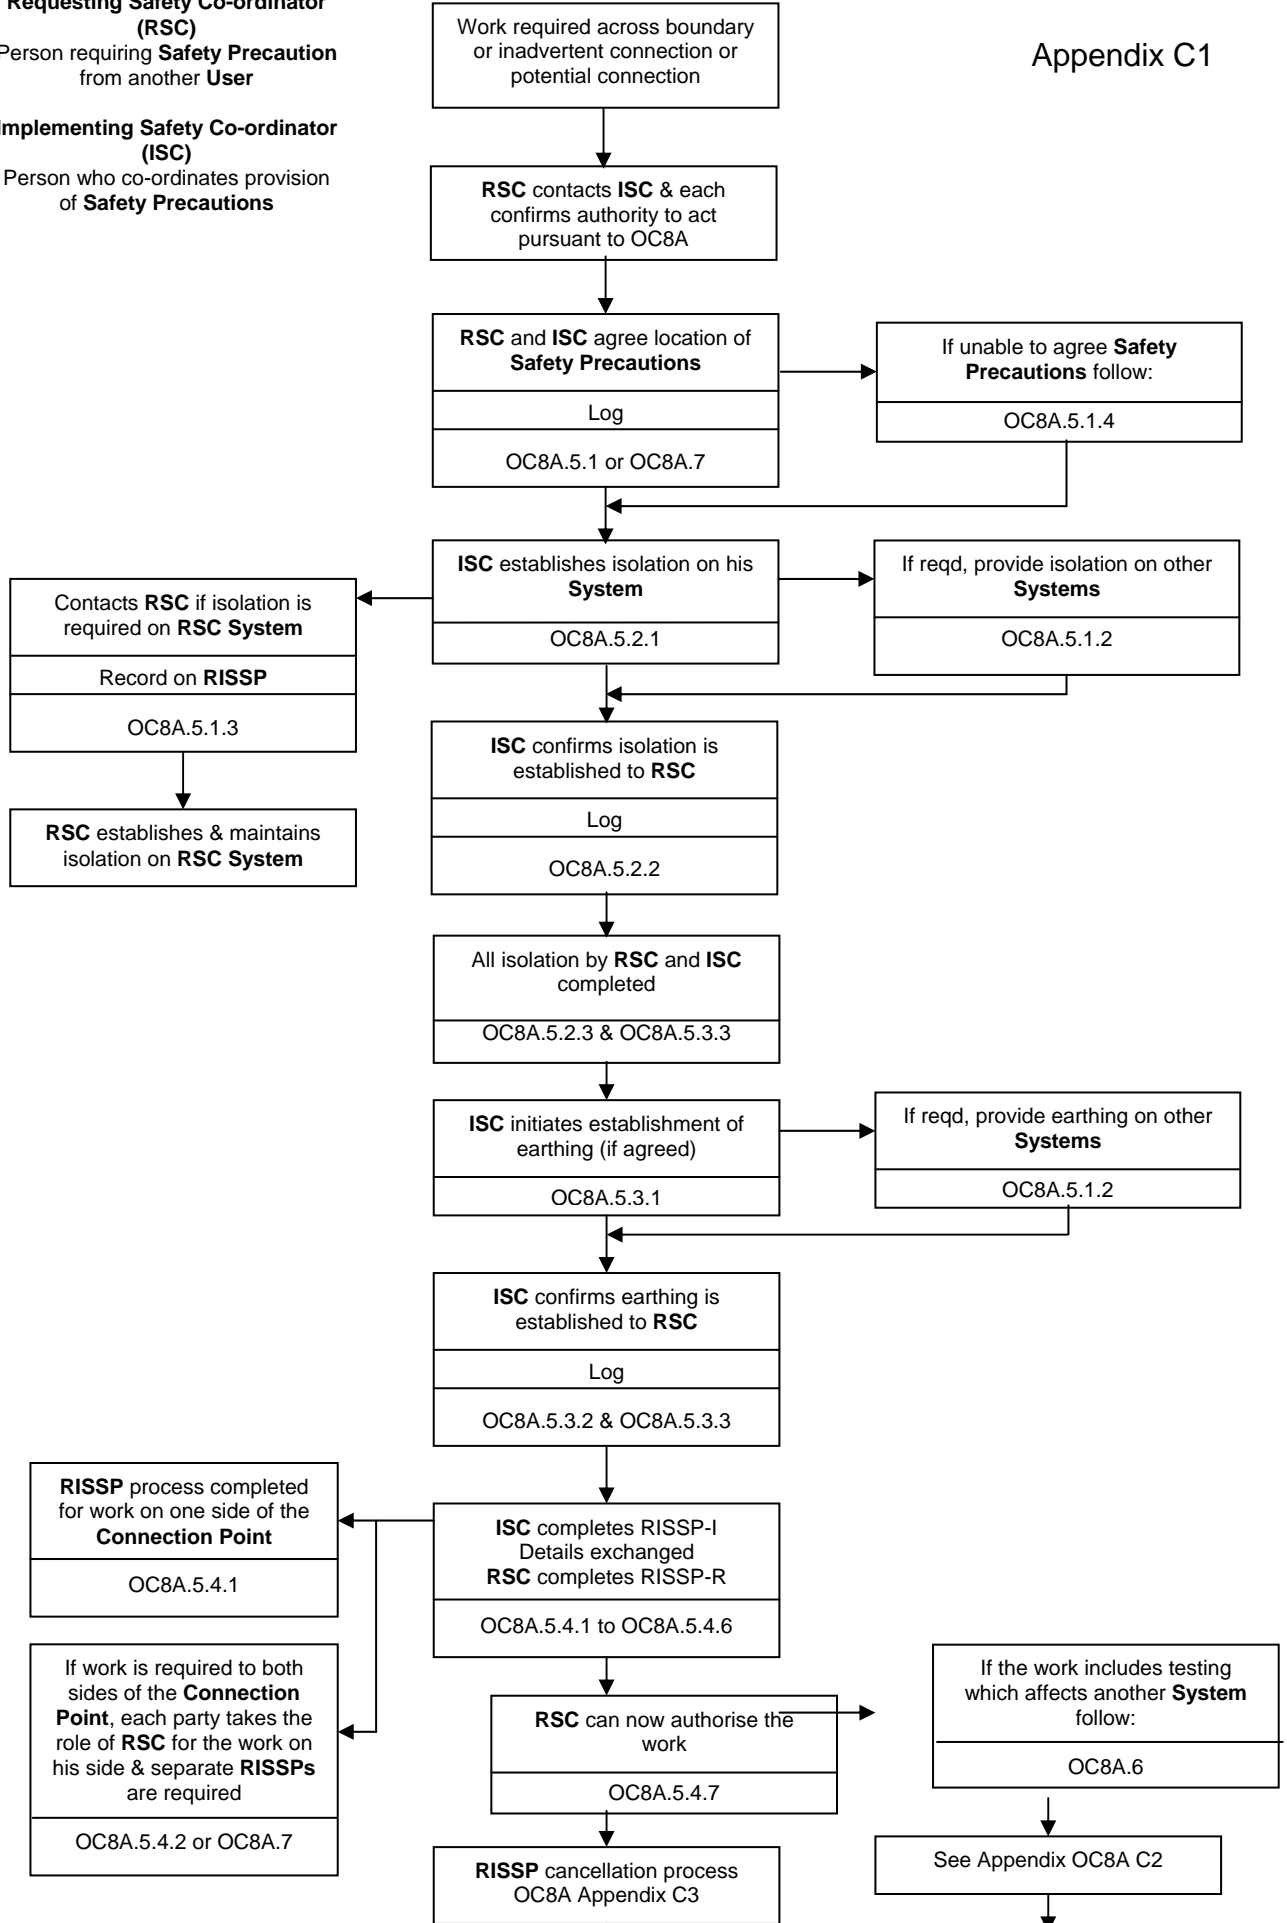 Requesting Safety Co-ordinator
(RSC)
Person requiring Safety Precaution
from another User
Implementing Safety Co-ordinator
(ISC)
Person who co-ordinates provision
of Safety Precautions
Appendix C1
Work required across boundary
or inadvertent connection or
potential connection
RSC contacts ISC & each
confirms authority to act
pursuant to OC8A
RSC and ISC agree location of
Safety Precautions
Log
OC8A.5.1 or OC8A.7
If unable to agree Safety
Precautions follow:
OC8A.5.1.4
ISC establishes isolation on his
System
OC8A.5.2.1
If reqd, provide isolation on other
Systems
OC8A.5.1.2
Contacts RSC if isolation is
required on RSC System
Record on RISSP
OC8A.5.1.3
RSC establishes & maintains
isolation on RSC System
ISC confirms isolation is
established to RSC
Log
OC8A.5.2.2
All isolation by RSC and ISC
completed
OC8A.5.2.3 & OC8A.5.3.3
ISC initiates establishment of
earthing (if agreed)
OC8A.5.3.1
If reqd, provide earthing on other
Systems
OC8A.5.1.2
ISC confirms earthing is
established to RSC
Log
OC8A.5.3.2 & OC8A.5.3.3
RISSP process completed
for work on one side of the
Connection Point
OC8A.5.4.1
ISC completes RISSP-I
Details exchanged
RSC completes RISSP-R
OC8A.5.4.1 to OC8A.5.4.6
If work is required to both
sides of the Connection
Point, each party takes the
role of RSC for the work on
his side & separate RISSPs
are required
OC8A.5.4.2 or OC8A.7
RSC can now authorise the
work
OC8A.5.4.7
If the work includes testing
which affects another System
follow:
OC8A.6
RISSP cancellation process
OC8A Appendix C3
See Appendix OC8A C2